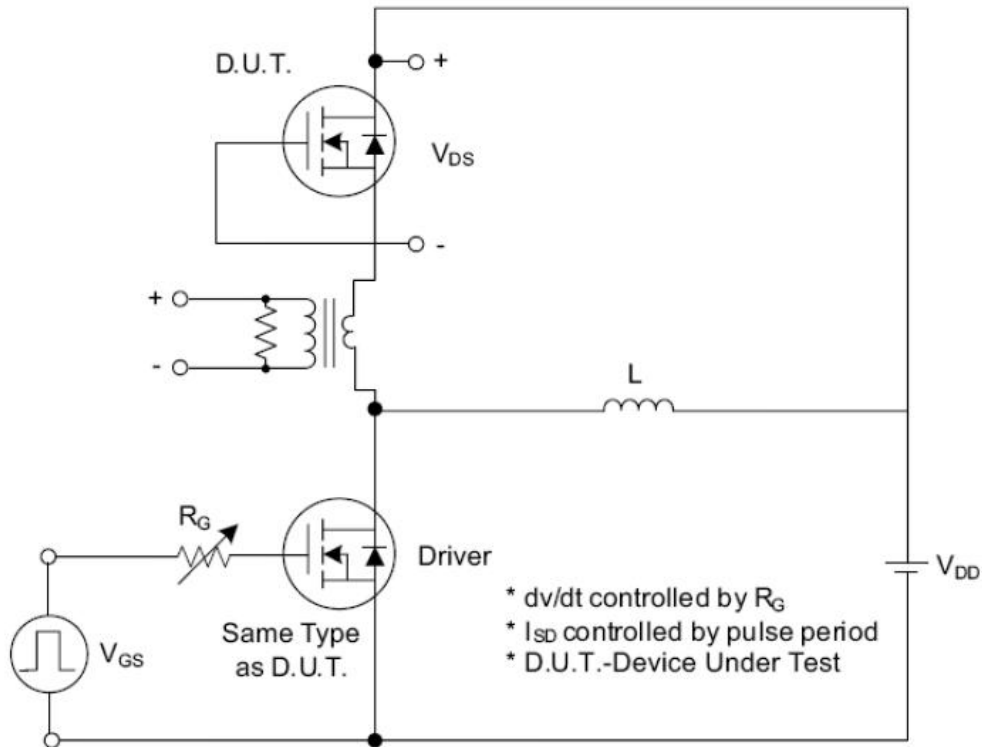 D.U.T.
+
VDS
-
+
-
L
RG
Driver
VDD
VGS
Same Type
as D.U.T.
* dv/dt controlled by RG
* ISD controlled by pulse period
* D.U.T.-Device Under Test